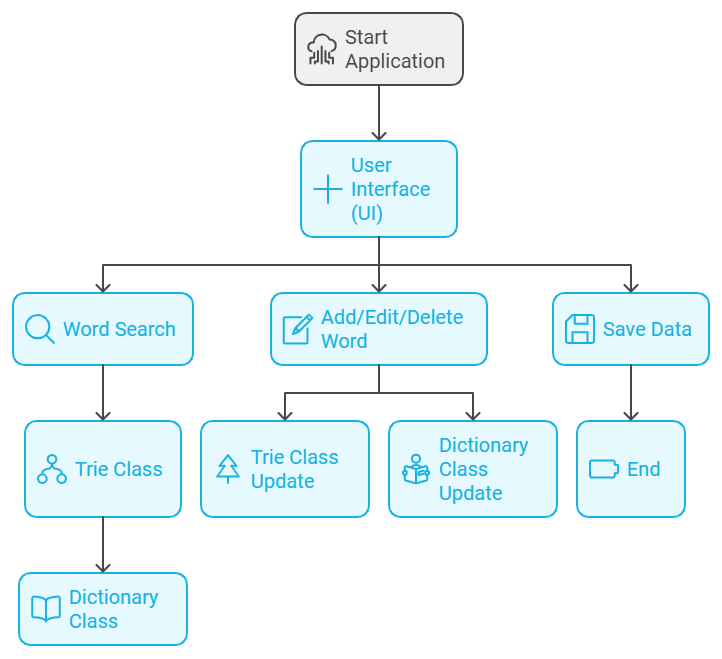 Start
Application
User
Interface
(UI)
Word Search
Add/Edit/Delete
Word
Save Data
Trie Class
Trie Class
Update
Dictionary
Class
Update
End
Dictionary
Class